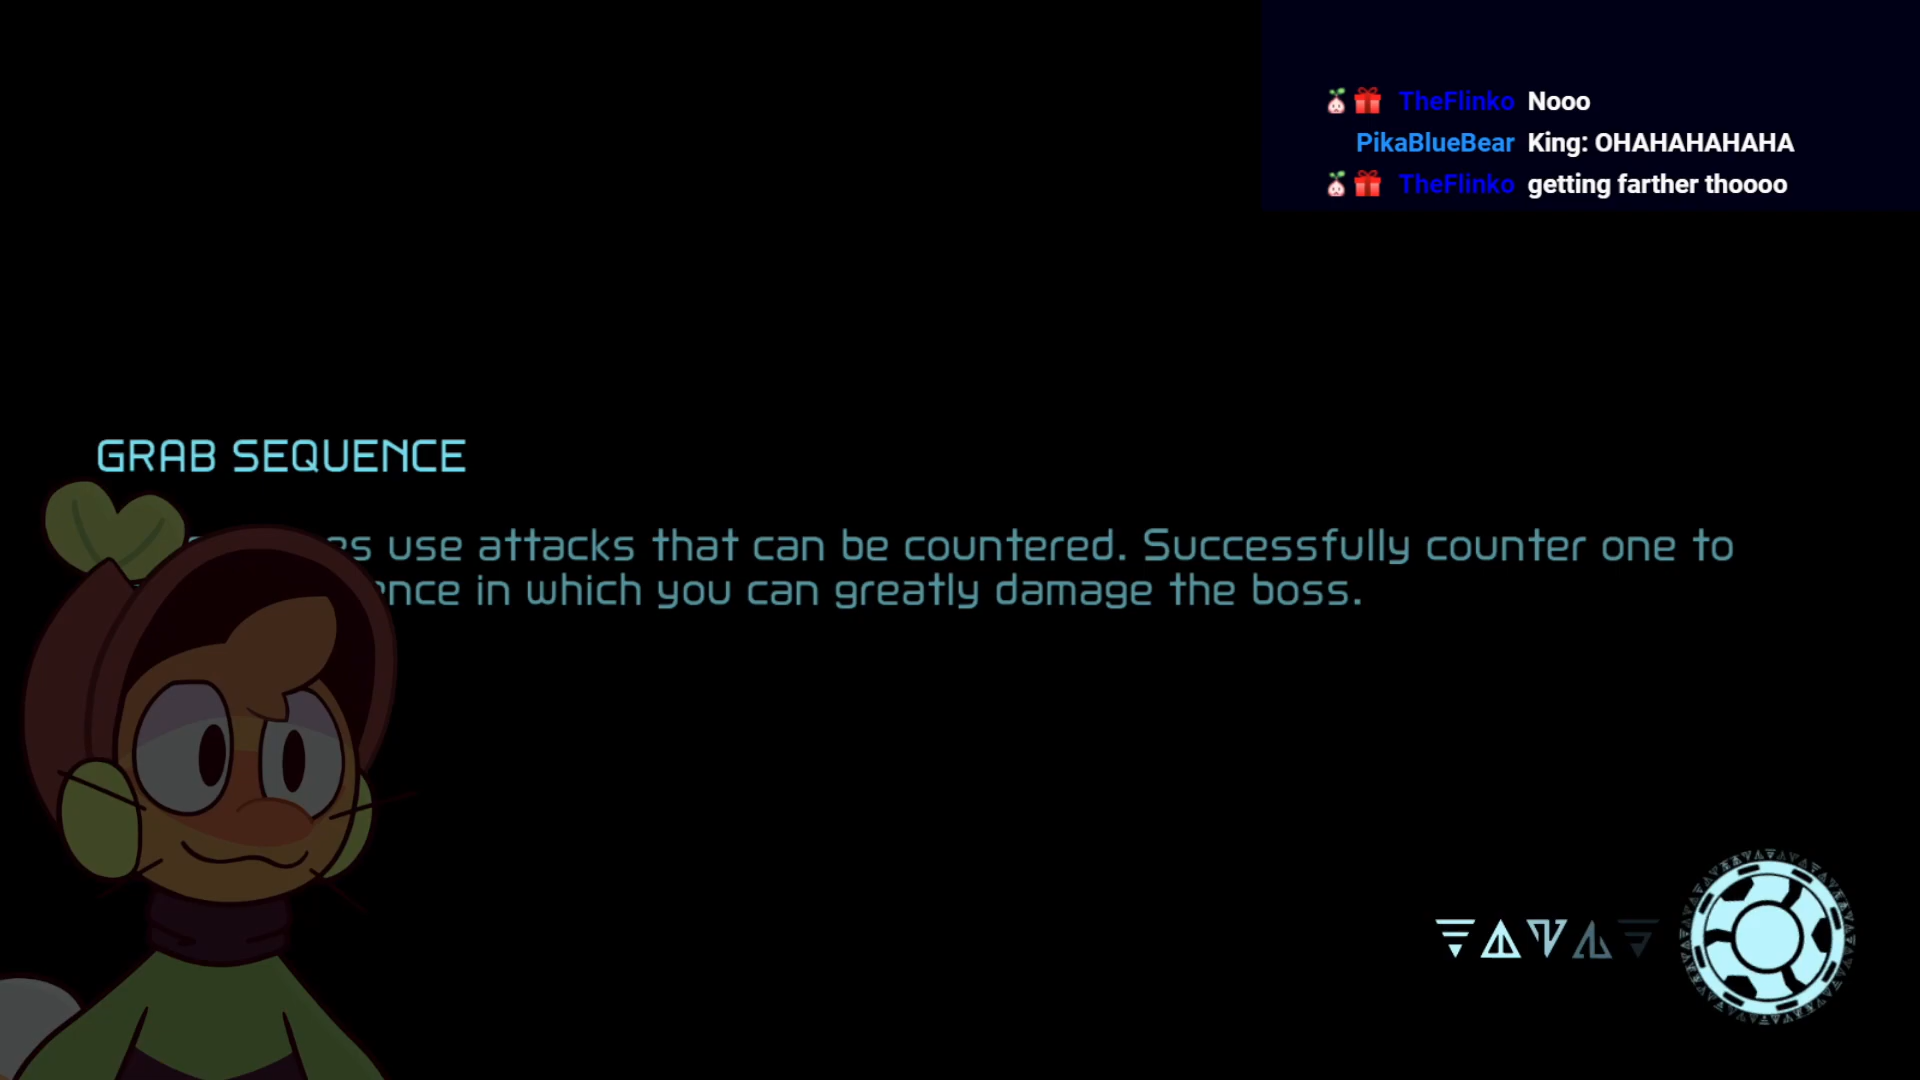 TheFlinko Nooo
PikaBlueBear King: OHAHAHAHAHA
TheFlinko getting farther thoooo
GRAB SEQUENCE
use attacks that can be countered. Successfully counter one to
in which you can greatly damage the boss.